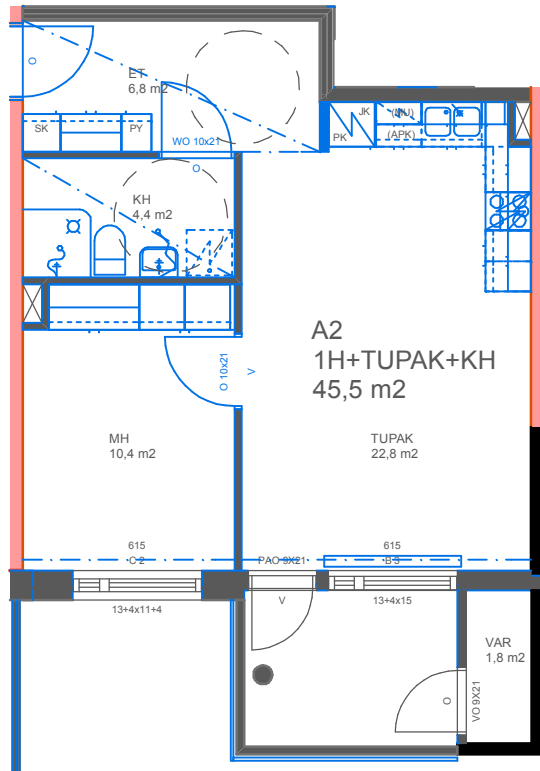 O
ET
6,8 m2
SK
PY
WO 10x21
O
JK
(MU)
PK
(APK)
KH
4,4 m2
A2
1H+TUPAK+KH
45,5 m2
O 10x21
V
MH
10,4 m2
TUPAK
22,8 m2
615
C 2
PAO 9X21
615
B 3
13+4x11+4
V
13+4x15
VAR
1,8 m2
O
VO 9X21